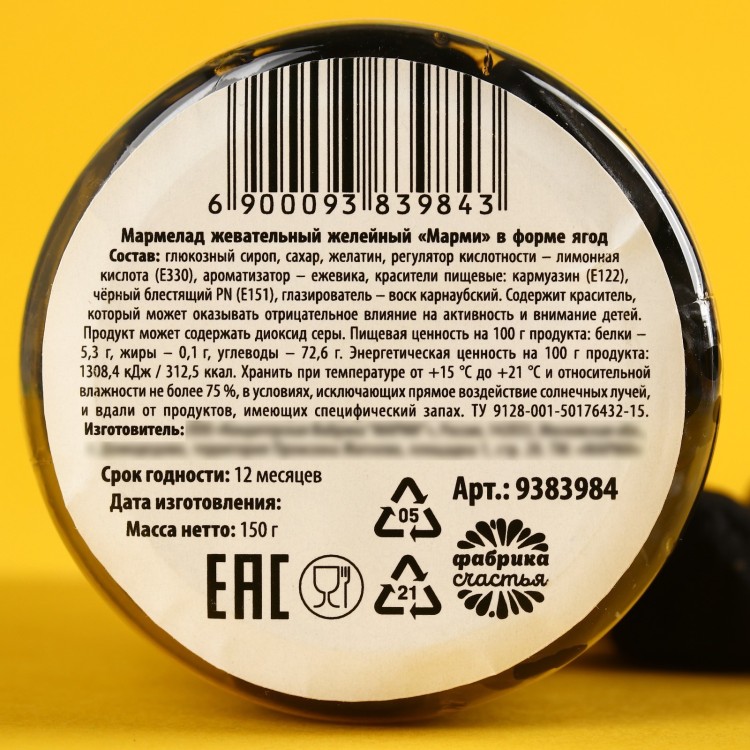 6 900093 839843
Мармелад жевательный желейный «Марми» в форме ягод
Состав: глюкозный сироп, сахар, желатин, регулятор кислотности – лимонная
кислота (Е330), ароматизатор – ежевика, красители пищевые: кармуазин (Е122),
чёрный блестящий PN (Е151), глазирователь – воск карнаубский. Содержит краситель,
который может оказывать отрицательное влияние на активность и внимание детей.
Продукт может содержать диоксид серы. Пищевая ценность на 100 г продукта: белки –
5,3 г, жиры – 0,1 г, углеводы – 72,6 г. Энергетическая ценность на 100 г продукта:
1308,4 кДж / 312,5 ккал. Хранить при температуре от +15 °С до +21 °С и относительной
влажности не более 75 %, в условиях, исключающих прямое воздействие солнечных лучей,
и вдали от продуктов, имеющих специфический запах. ТУ 9128-001-50176432-15.
Изготовитель:
Срок годности: 12 месяцев
Дата изготовления:
Масса нетто: 150 г
05
Арт.: 9383984
ЕАС
21
фабрика
счастья